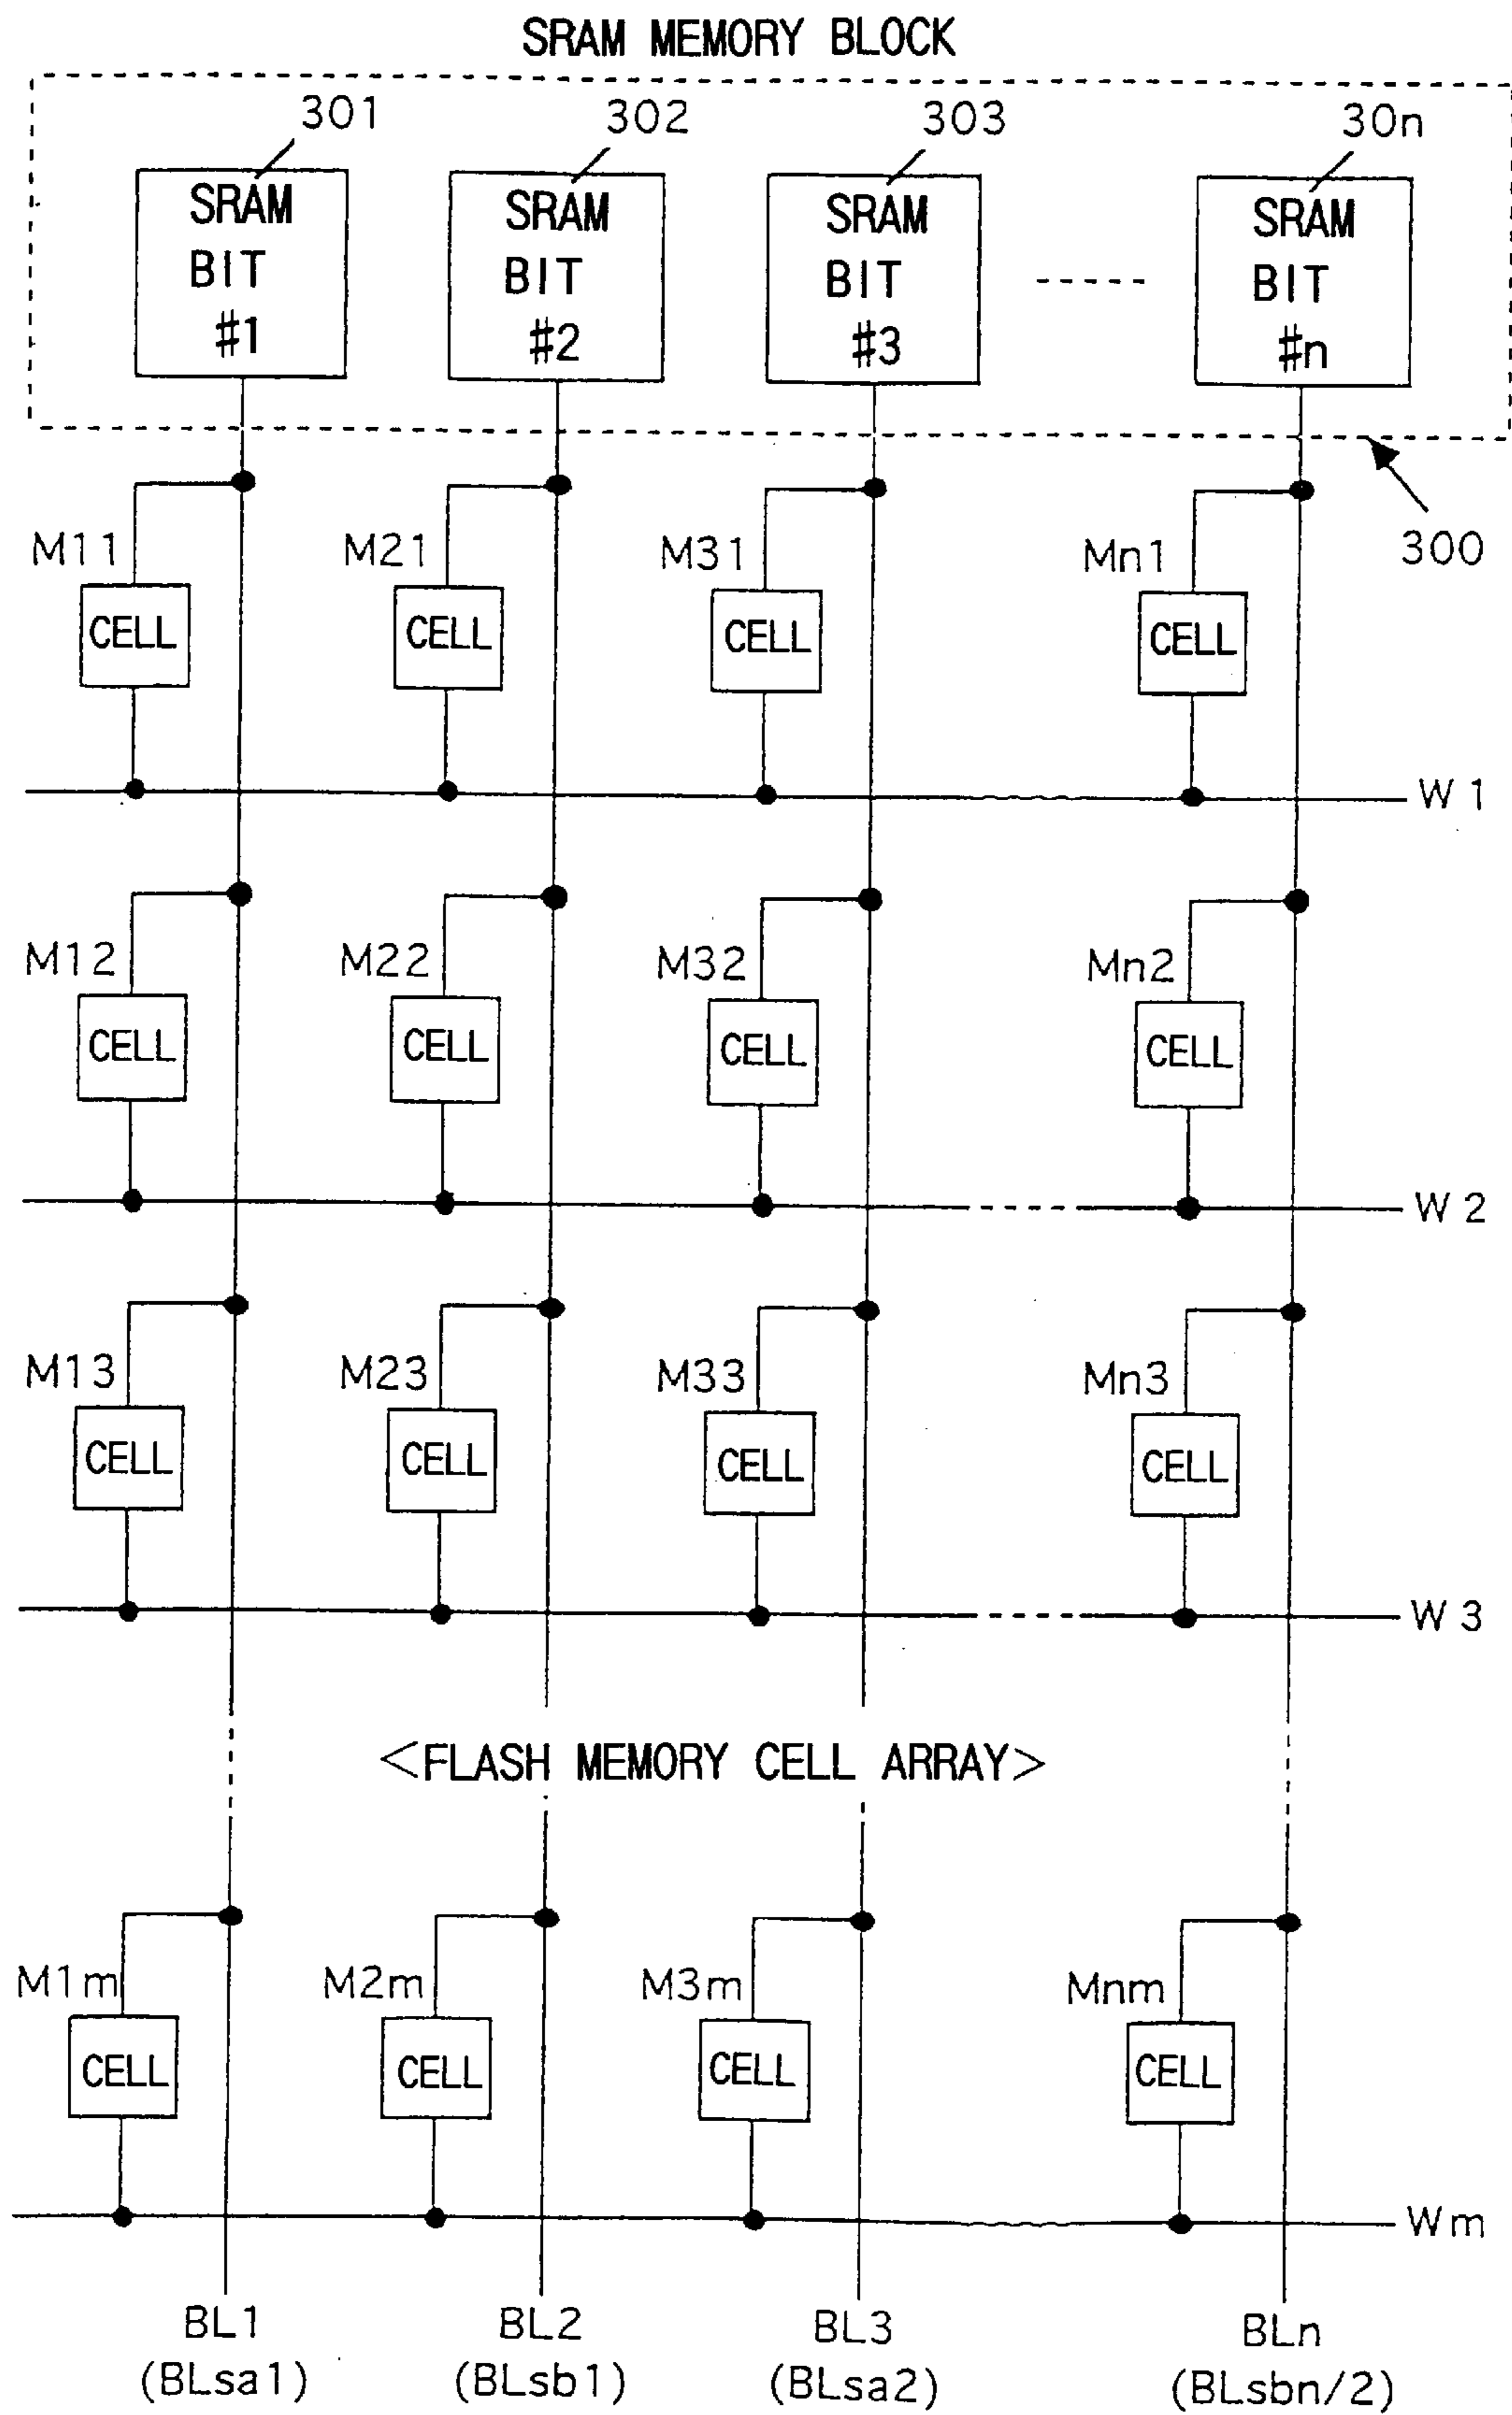 SRAM MEMORY BLOCK
301 302 303 30n
SRAM BIT #1
SRAM BIT #2
SRAM BIT #3
SRAM BIT #n
300
M11 M21 M31 Mn1
CELL CELL CELL CELL
W1
M12 M22 M32 Mn2
CELL CELL CELL CELL
W2
M13 M23 M33 Mn3
CELL CELL CELL CELL
W3
<FLASH MEMORY CELL ARRAY>
M1m M2m M3m Mnm
CELL CELL CELL CELL
Wm
BL1 BL2 BL3 BLn
(BLsa1) (BLsb1) (BLsa2) (BLsbn/2)